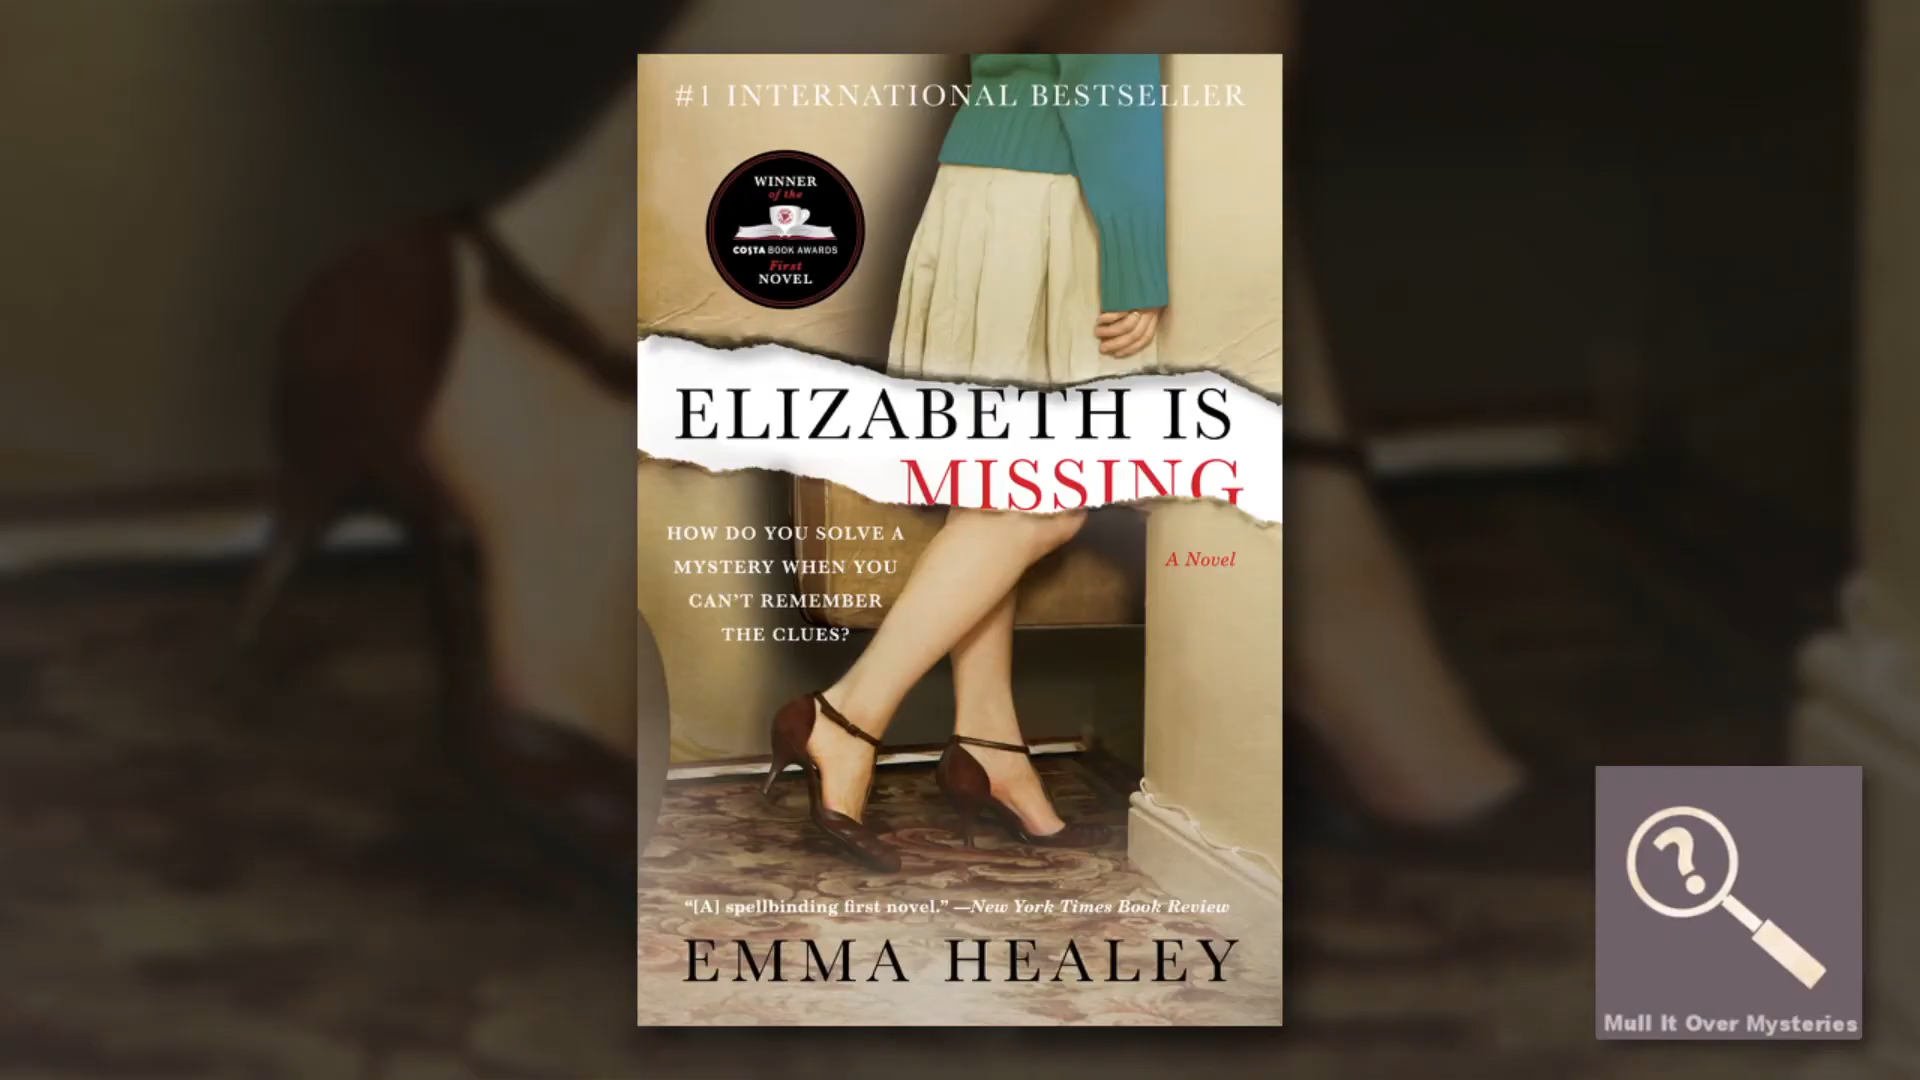 #1 INTERNATIONAL BESTSELLER
WINNER
of the
COSTA BOOK AWARDS
First
NOVEL
ELIZABETH IS
MISSING
A Novel
HOW DO YOU SOLVE A
MYSTERY WHEN YOU
CAN'T REMEMBER
THE CLUES?
"[A] spellbinding first novel." —New York Times Book Review
EMMA HEALEY
Mull It Over Mysteries